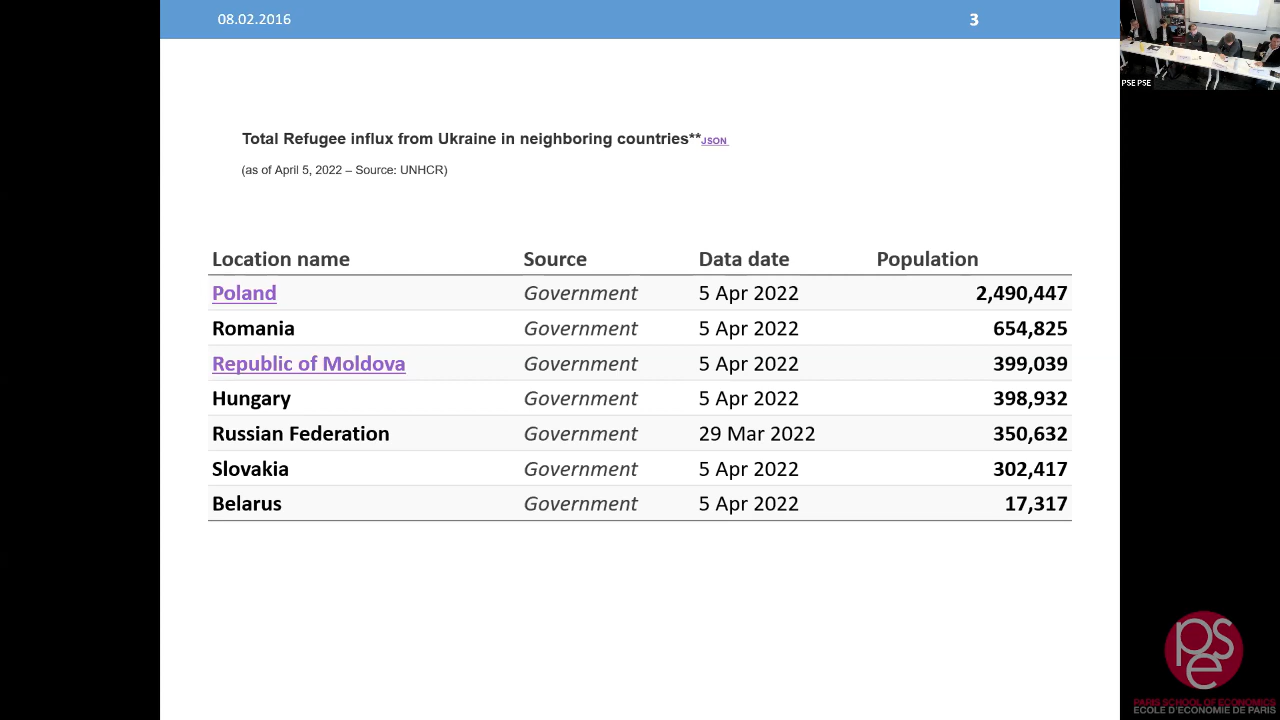 08.02.2016 3
PSE PSE
Total Refugee influx from Ukraine in neighboring countries**JSON
(as of April 5, 2022 – Source: UNHCR)
Location name Source Data date Population
Poland Government 5 Apr 2022 2,490,447
Romania Government 5 Apr 2022 654,825
Republic of Moldova Government 5 Apr 2022 399,039
Hungary Government 5 Apr 2022 398,932
Russian Federation Government 29 Mar 2022 350,632
Slovakia Government 5 Apr 2022 302,417
Belarus Government 5 Apr 2022 17,317
pse
PARIS SCHOOL OF ECONOMICS
ECOLE D'ECONOMIE DE PARIS